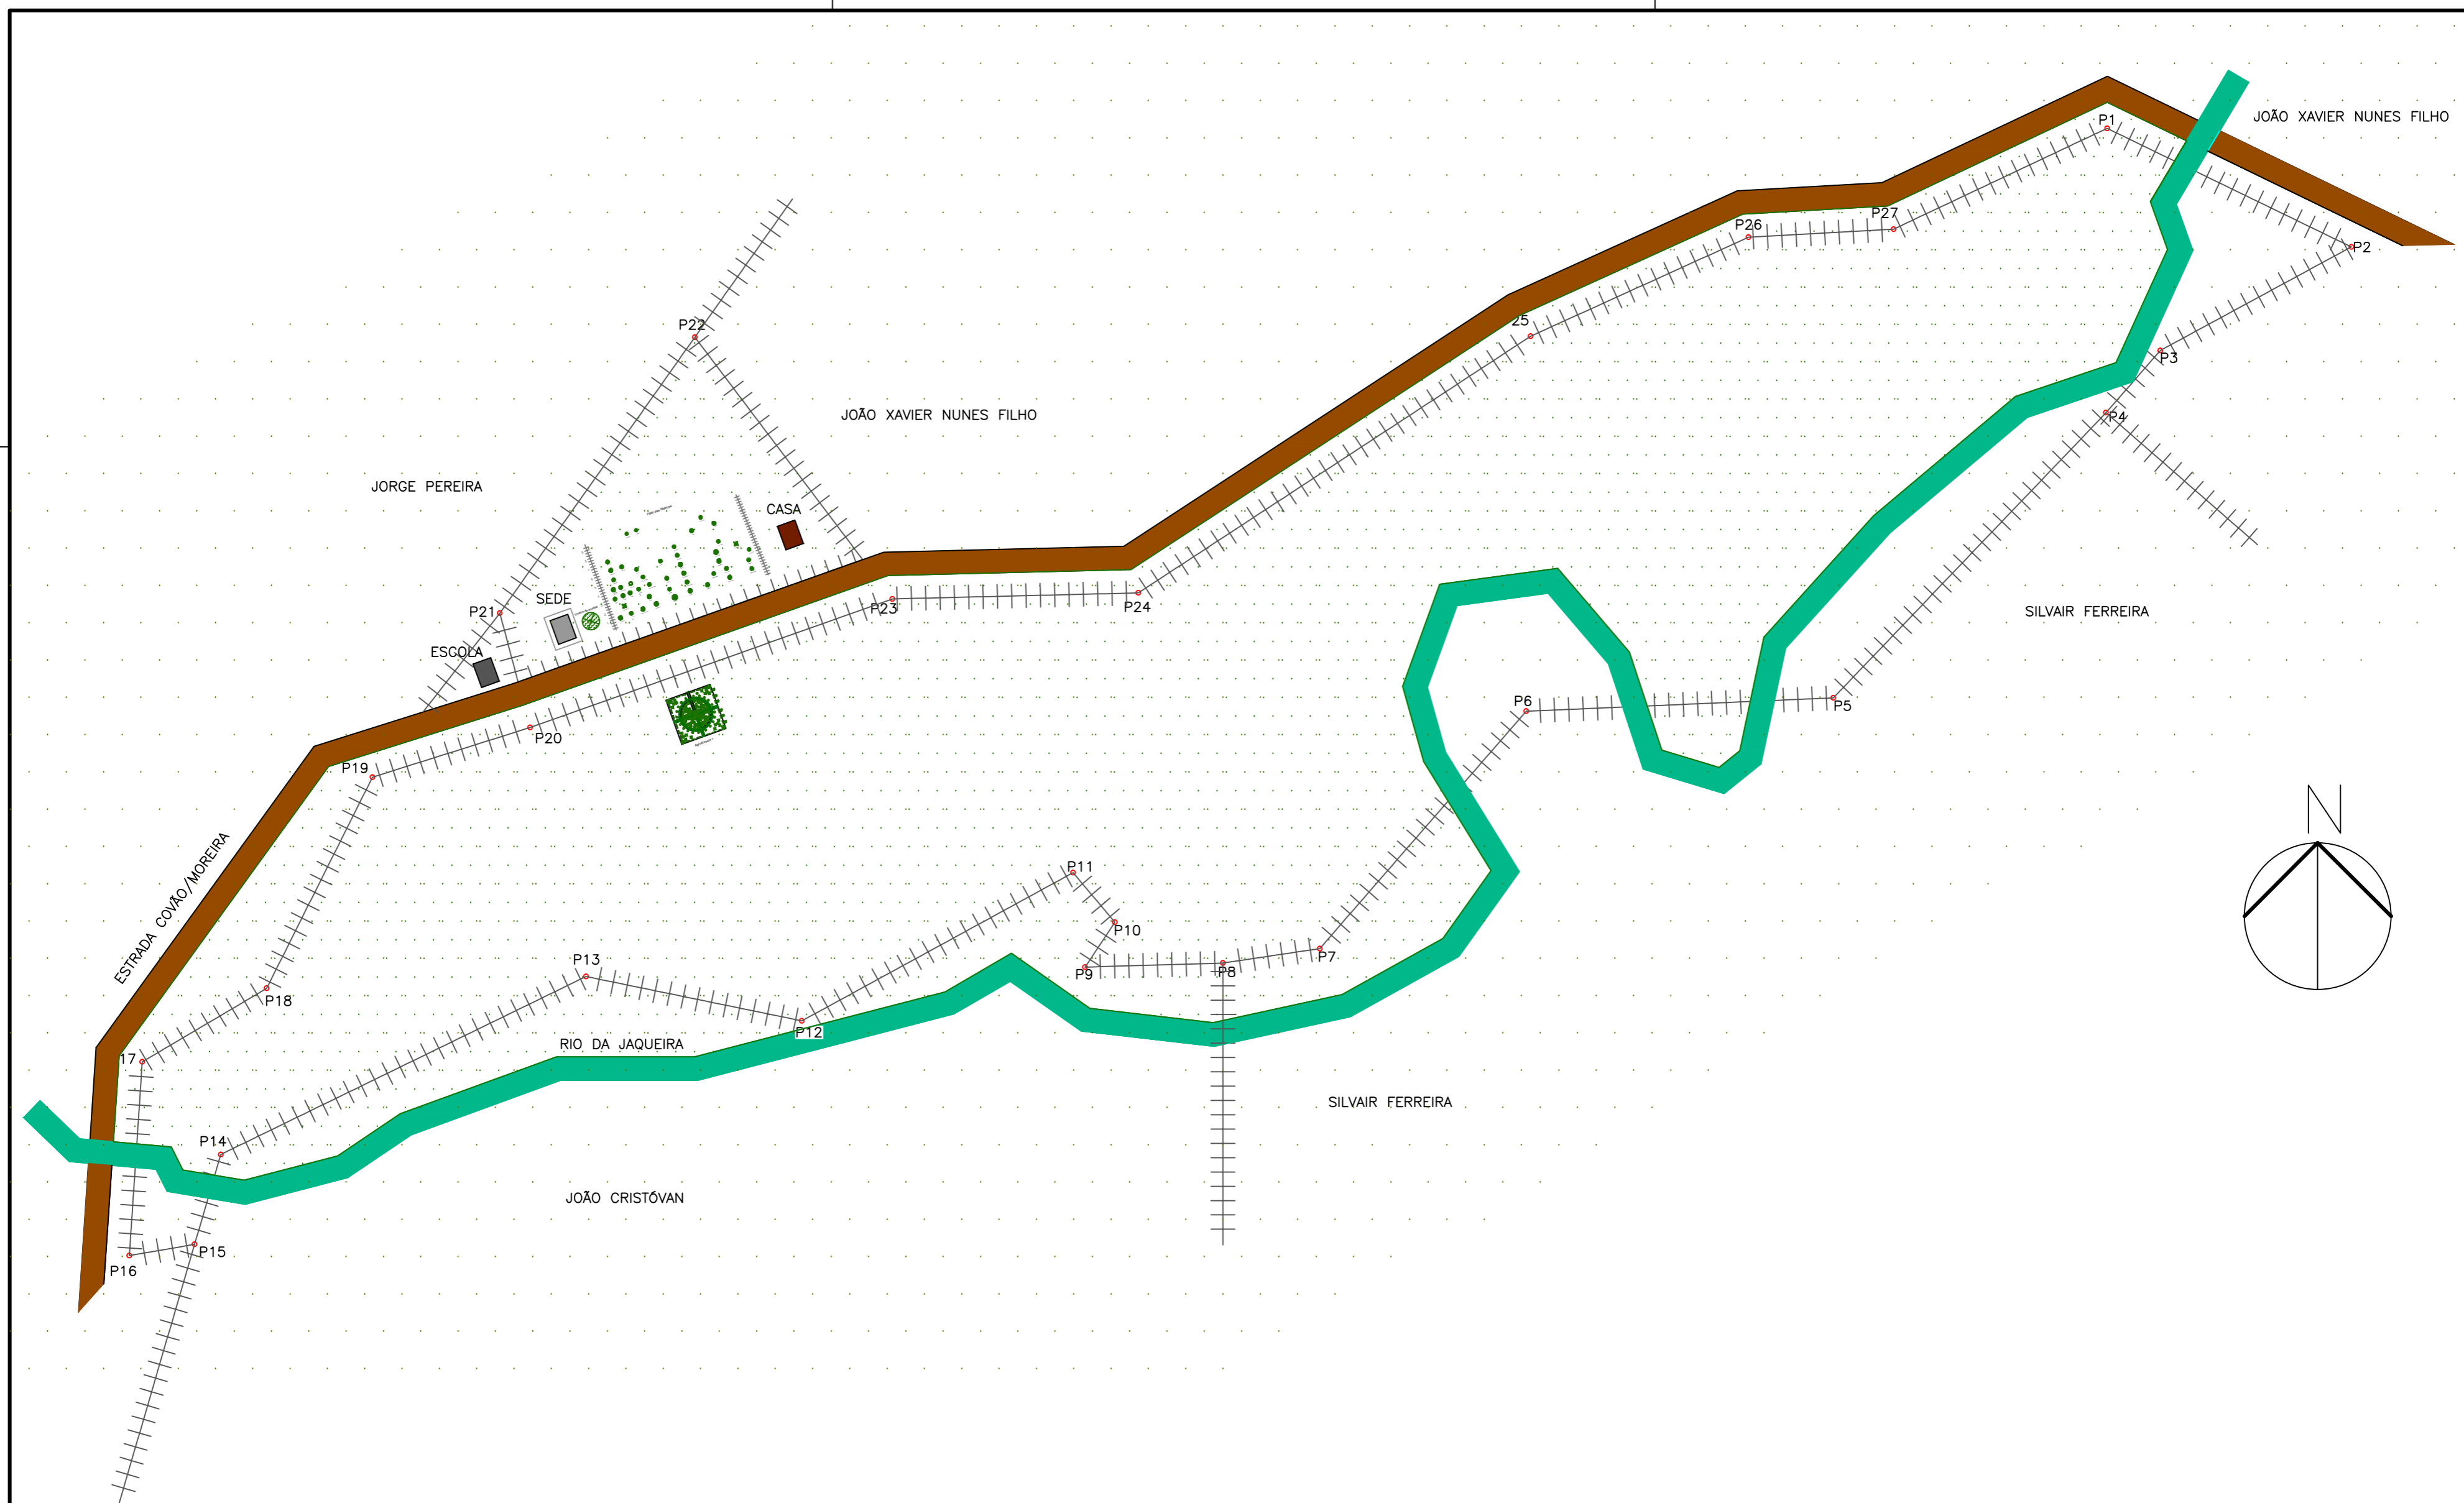 JOÃO XAVIER NUNES FILHO
P1
P27
P26
P2
25
P22
P3
JOÃO XAVIER NUNES FILHO
P4
JORGE PEREIRA
CASA
SEDE
P21
P23
P24
SILVAIR FERREIRA
ESCOLA
P6
P5
P20
P19
N
ESTRADA COVÃO/MOREIRA
P11
P10
P13
P7
P9
P8
P18
P12
RIO DA JAQUEIRA
17
SILVAIR FERREIRA
P14
JOÃO CRISTÓVAN
P15
P16